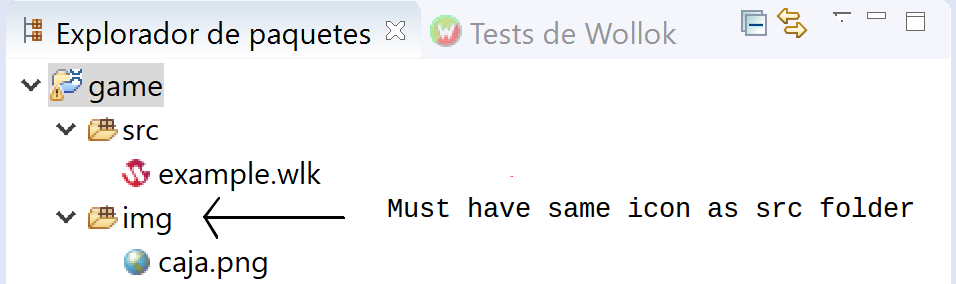 Explorador de paquetes
Tests de Wollok
game
src
example.wlk
img
Must have same icon as src folder
caja.png